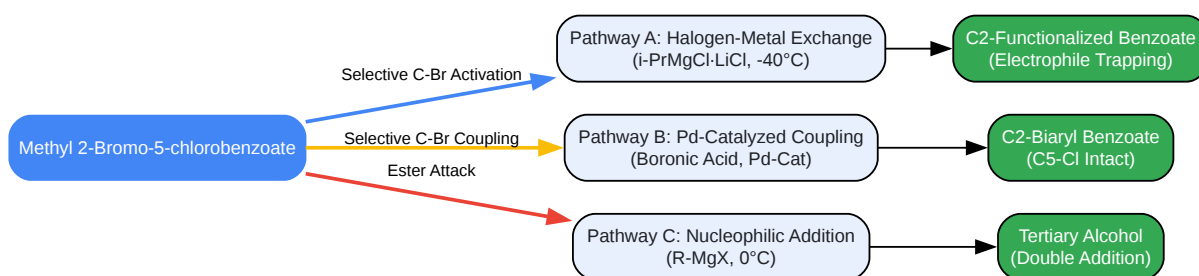 Methyl 2-Bromo-5-chlorobenzoate
Selective C-Br Activation
Pathway A: Halogen-Metal Exchange
(i-PrMgCl·LiCl, -40°C)
C2-Functionalized Benzoate
(Electrophile Trapping)
Selective C-Br Coupling
Pathway B: Pd-Catalyzed Coupling
(Boronic Acid, Pd-Cat)
C2-Biaryl Benzoate
(C5-Cl Intact)
Ester Attack
Pathway C: Nucleophilic Addition
(R-MgX, 0°C)
Tertiary Alcohol
(Double Addition)